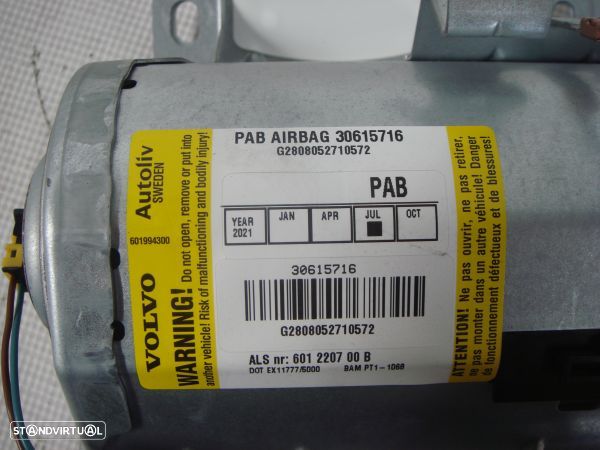 PAB AIRBAG 30615716
G2808052710572
PAB
YEAR 2021 JAN APR JUL OCT
30615716
G2808052710572
ALS nr: 601 2207 00 B
DOT EX11777/5000 BAM PT1-1068
Autoliv
SWEDEN
601994300
VOLVO
WARNING! Do not open, remove or put into
another vehicle! Risk of malfunctioning and bodily injury!
ATTENTION! Ne pas ouvrir, ne pas retirer,
ne pas monter dans un autre véhicule! Danger
de fonctionnement défectueux et de blessures!
STANDVIRTUAL